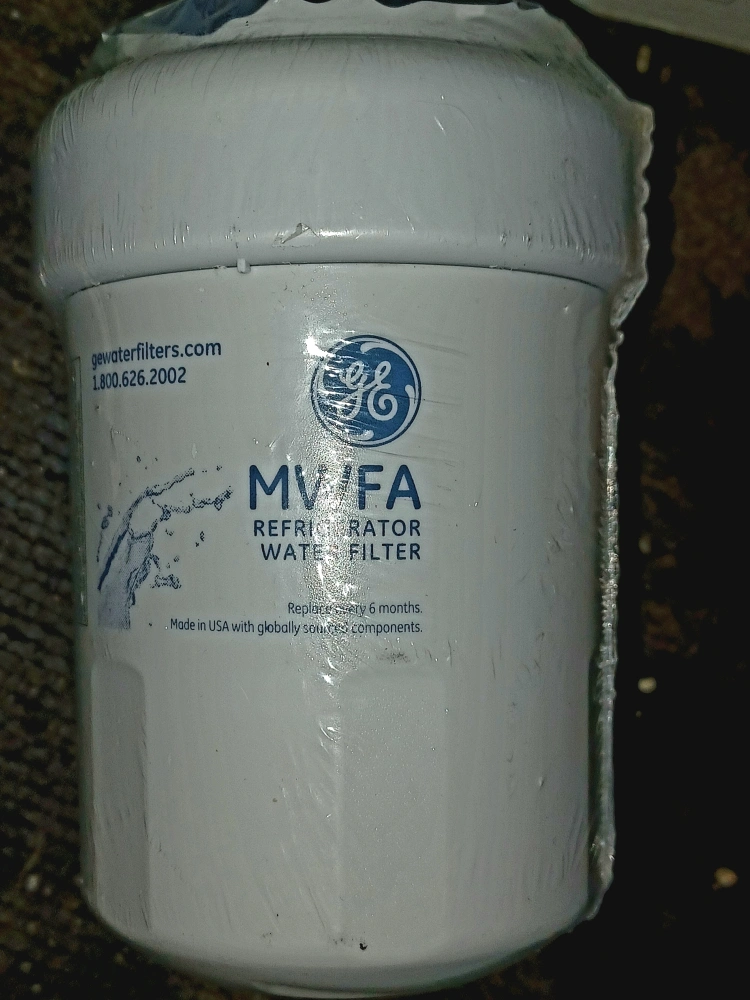 gewaterfilters.com
1.800.626.2002
GE
MWFA
REFRIGERATOR
WATER FILTER
Replace every 6 months.
Made in USA with globally sourced components.